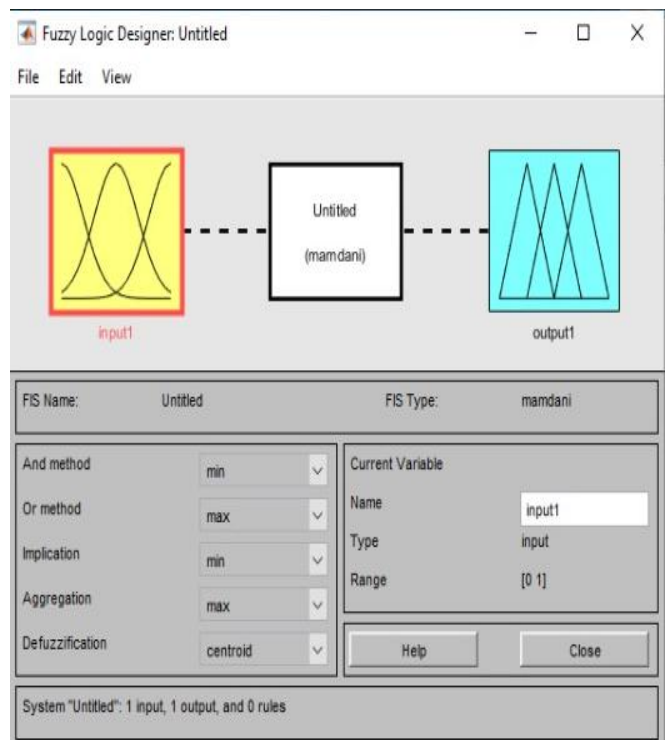 Fuzzy Logic Designer: Untitled
File Edit View
Untitled
(mamdani)
input1
output1
FIS Name: Untitled FIS Type: mamdani
And method min
Or method max
Implication min
Aggregation max
Defuzzification centroid
Current Variable
Name input1
Type input
Range [0 1]
Help Close
System "Untitled": 1 input, 1 output, and 0 rules